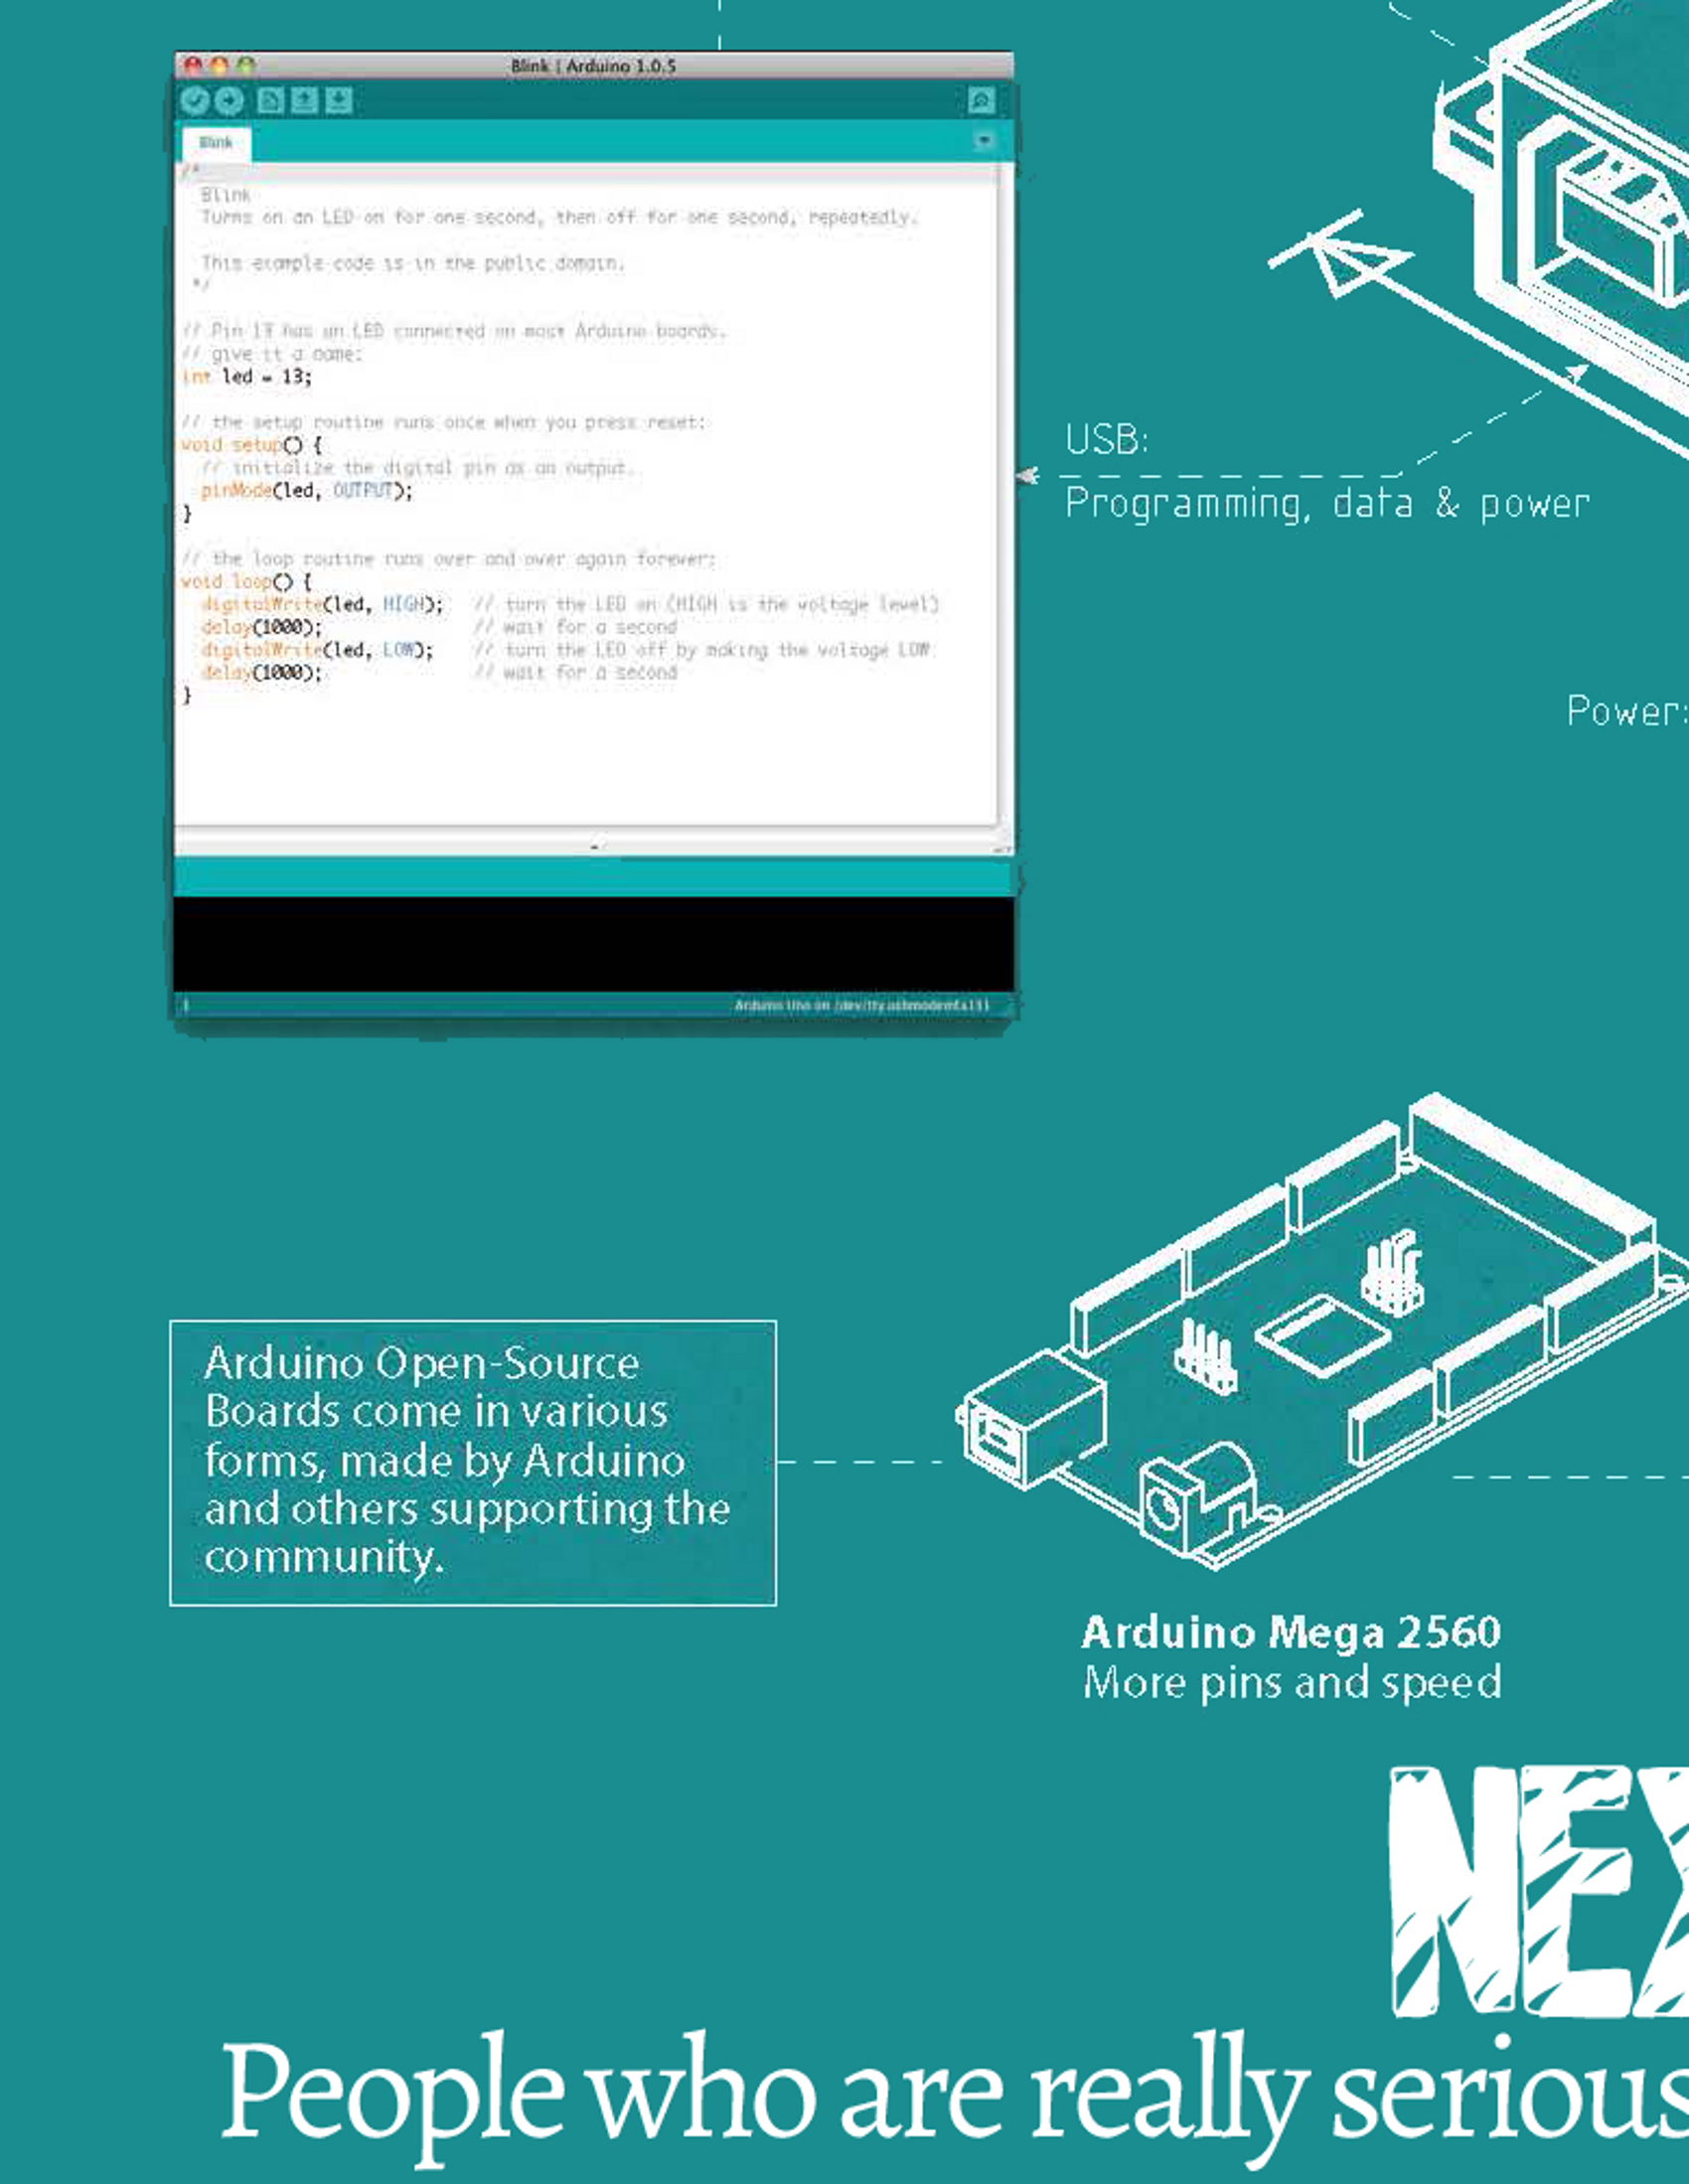 Blink | Arduino 1.0.5
Blink
/*
Blink
Turns on an LED on for one second, then off for one second, repeatedly.
This example code is in the public domain.
*/
// Pin 13 has an LED connected on most Arduino boards.
// give it a name:
int led = 13;
// the setup routine runs once when you press reset:
void setup() {
// initialize the digital pin as an output.
pinMode(led, OUTPUT);
}
// the loop routine runs over and over again forever:
void loop() {
digitalWrite(led, HIGH); // turn the LED on (HIGH is the voltage level)
delay(1000); // wait for a second
digitalWrite(led, LOW); // turn the LED off by making the voltage LOW
delay(1000); // wait for a second
}
1
Arduino Uno on
USB:
Programming, data & power
Power:
Arduino Open-Source
Boards come in various
forms, made by Arduino
and others supporting the
community.
Arduino Mega 2560
More pins and speed
NEX
People who are really serious